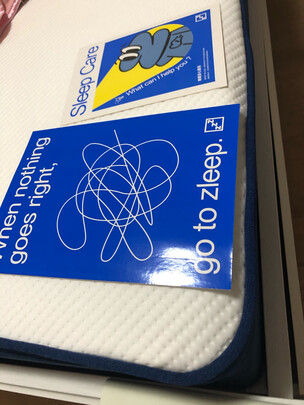 Sleep Care
What can I help you?
When nothing
goes right,
go to zleep.